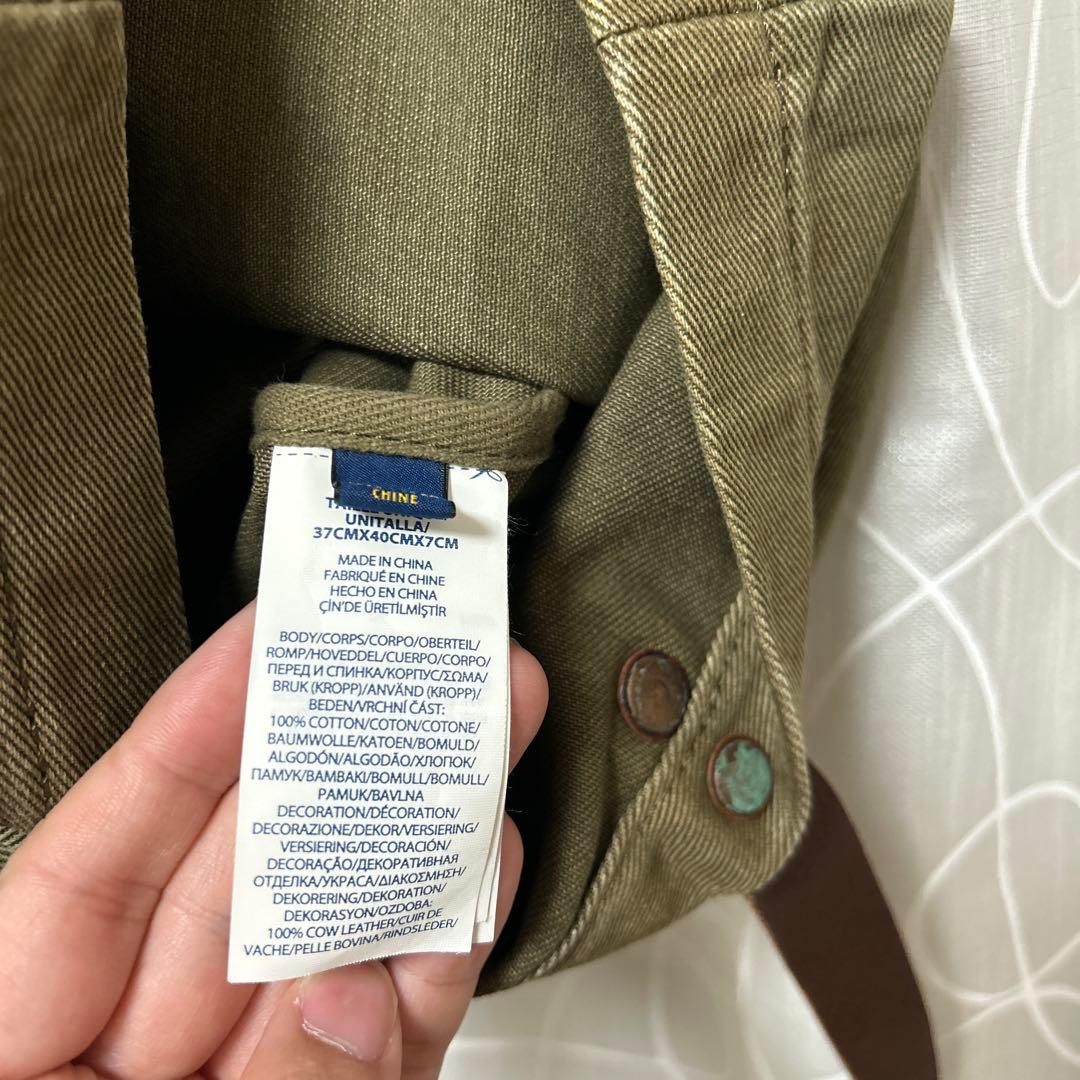 CHINE
UNITALLA/
37CMX40CMX7CM
MADE IN CHINA
FABRIQUÉ EN CHINE
HECHO EN CHINA
ÇİN'DE ÜRETİLMİŞTİR
BODY/CORPS/CORPO/OBERTEIL/
ROMP/HOVEDDEL/CUERPO/CORPO/
ПЕРЕД И СПИНКА/КОРПУС/ΣΩΜΑ/
BRUK (KROPP)/ANVÄND (KROPP)/
BEDEN/VRCHNÍ ČÁST:
100% COTTON/COTON/COTONE/
BAUMWOLLE/KATOEN/BOMULD/
ALGODÓN/ALGODÃO/ХЛОПОК/
ПАМУК/BAMBAKI/BOMULL/BOMULL/
PAMUK/BAVLNA
DECORATION/DÉCORATION/
DECORAZIONE/DEKOR/VERSIERING/
VERSIERING/DECORACIÓN/
DECORAÇÃO/ДЕКОРАТИВНАЯ
ОТДЕЛКА/УКРАСА/ΔΙΑΚΟΣΜΗΣΗ/
DEKORERING/DEKORATION/
DEKORASYON/OZDOBA:
100% COW LEATHER/CUIR DE
VACHE/PELLE BOVINA/RINDSLEDER/